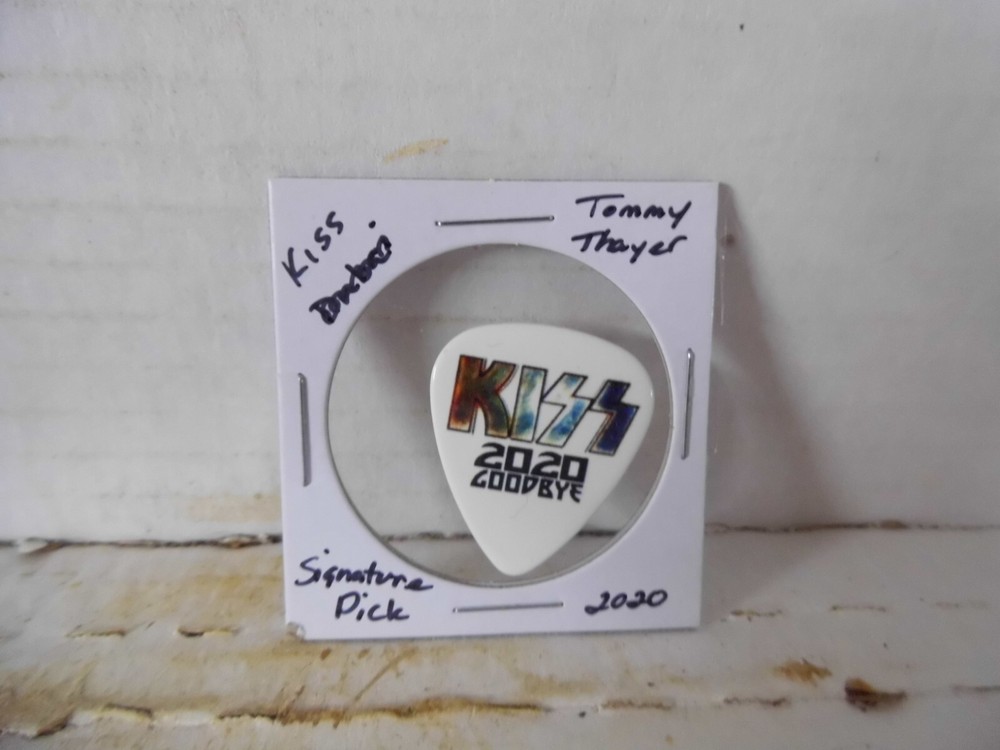 KISS
Tommy
Thayer
KISS
2020
GOODBYE
Signature
Pick
2020